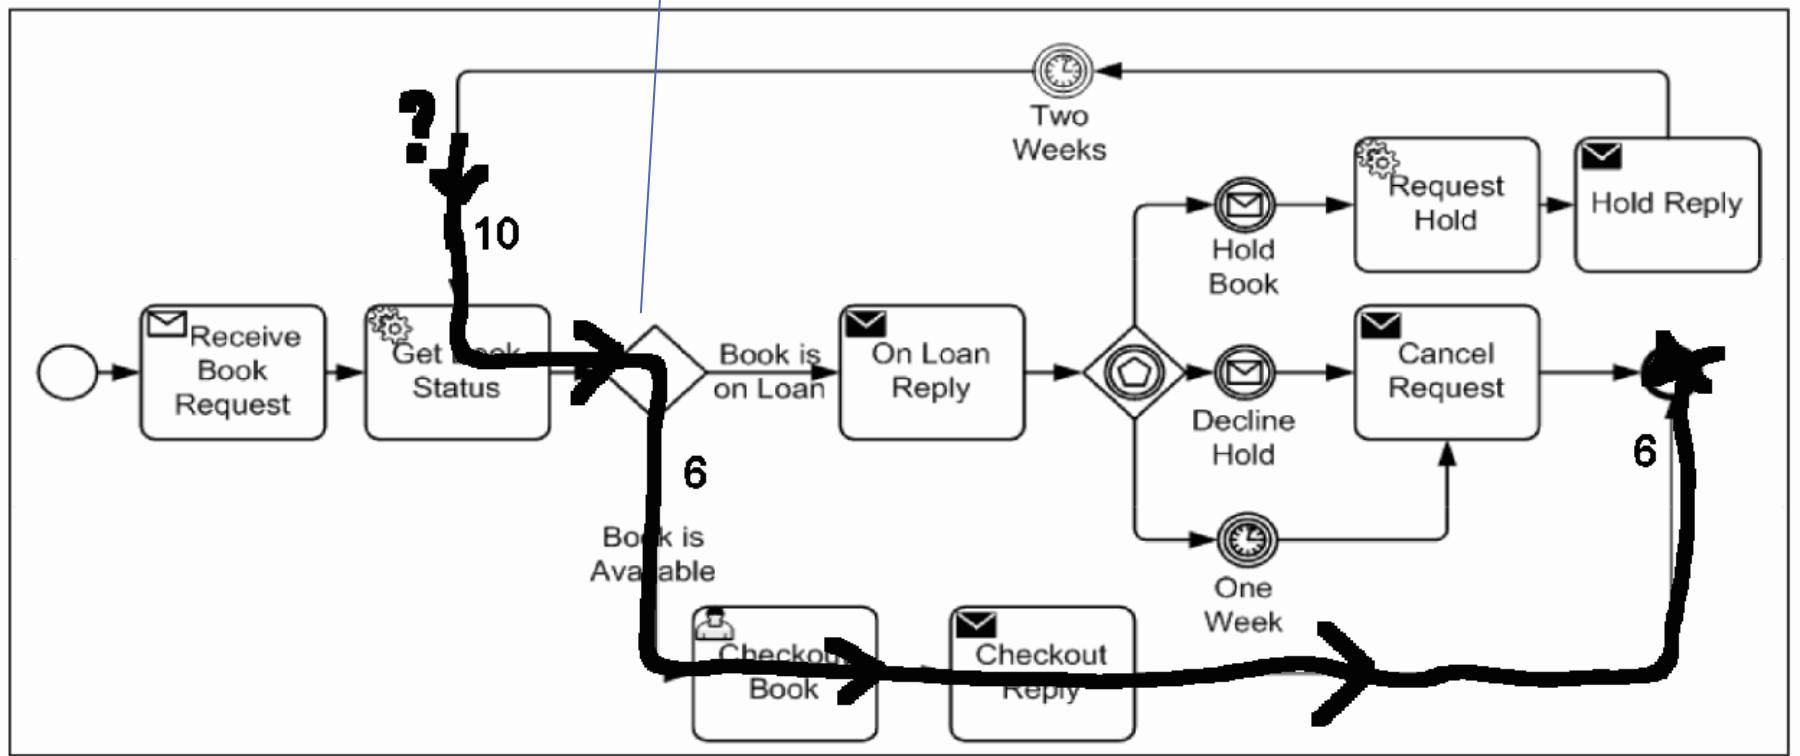 Two
Weeks
?
10
Request
Hold
Hold Reply
Hold
Book
Receive
Book
Request
Get Book
Status
Book is
on Loan
On Loan
Reply
Decline
Hold
Cancel
Request
6
6
Book is
Available
One
Week
Checkout
Book
Checkout
Reply